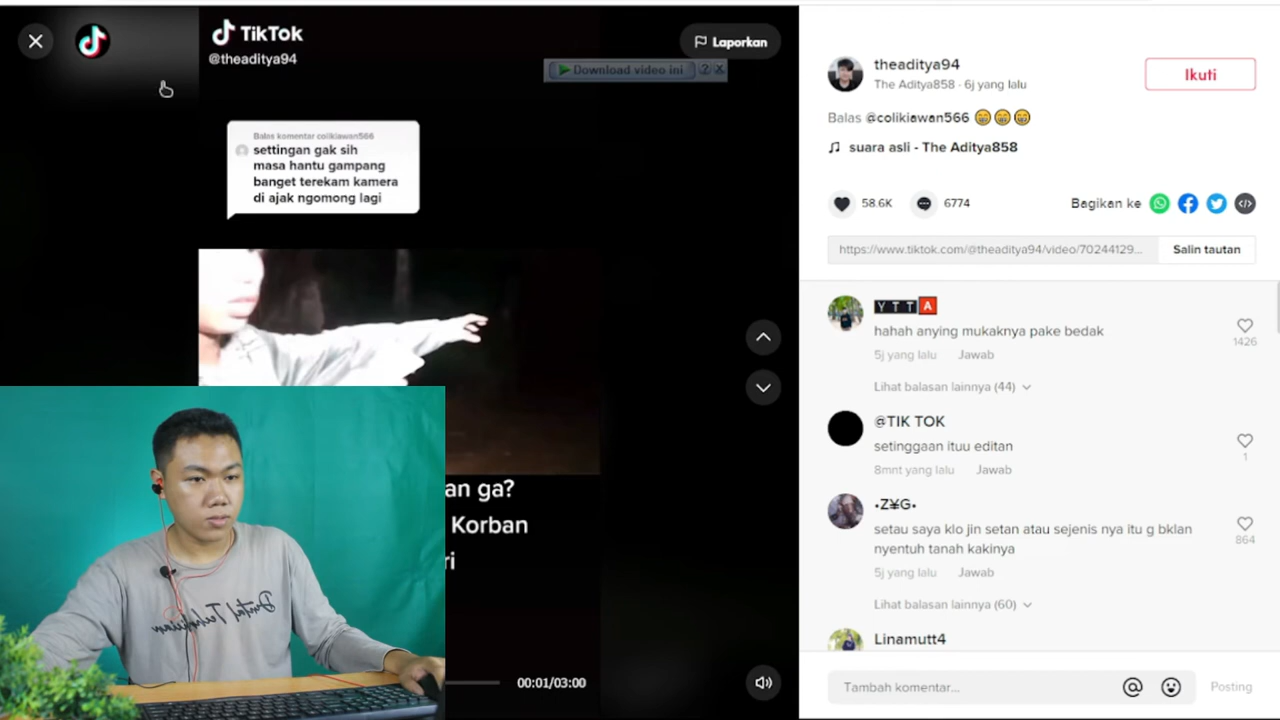 TikTok
@theaditya94
Laporkan
Download video ini
?
X
Balas komentar colikiawan566
settingan gak sih
masa hantu gampang
banget terekam kamera
di ajak ngomong lagi
an ga?
Korban
ri
00:01/03:00
theaditya94
The Aditya858 · 6j yang lalu
Ikuti
Balas @colikiawan566 😁😁😁
suara asli - The Aditya858
58.6K
6774
Bagikan ke
https://www.tiktok.com/@theaditya94/video/70244129...
Salin tautan
YTTA
hahah anying mukaknya pake bedak
1426
5j yang lalu
Jawab
Lihat balasan lainnya (44)
@TIK TOK
setinggaan ituu editan
1
8mnt yang lalu
Jawab
•Z¥G•
setau saya klo jin setan atau sejenis nya itu g bklan
nyentuh tanah kakinya
864
5j yang lalu
Jawab
Lihat balasan lainnya (60)
Linamutt4
Tambah komentar...
@
Posting